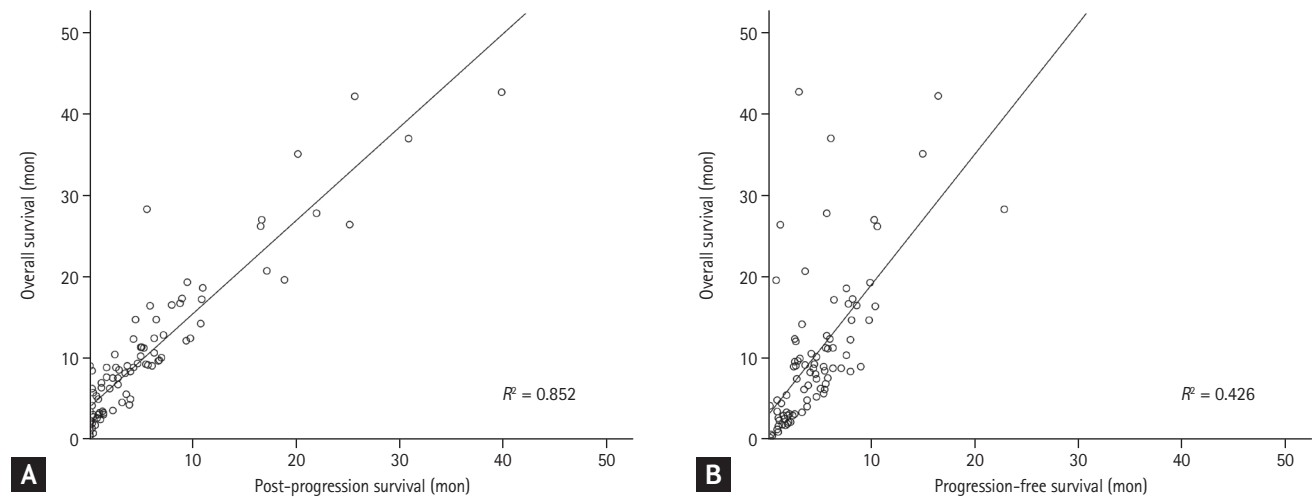 50
40
30
20
10
0
Overall survival (mon)
R² = 0.852
10 20 30 40 50
Post-progression survival (mon)
A
50
40
30
20
10
0
Overall survival (mon)
R² = 0.426
10 20 30 40 50
Progression-free survival (mon)
B